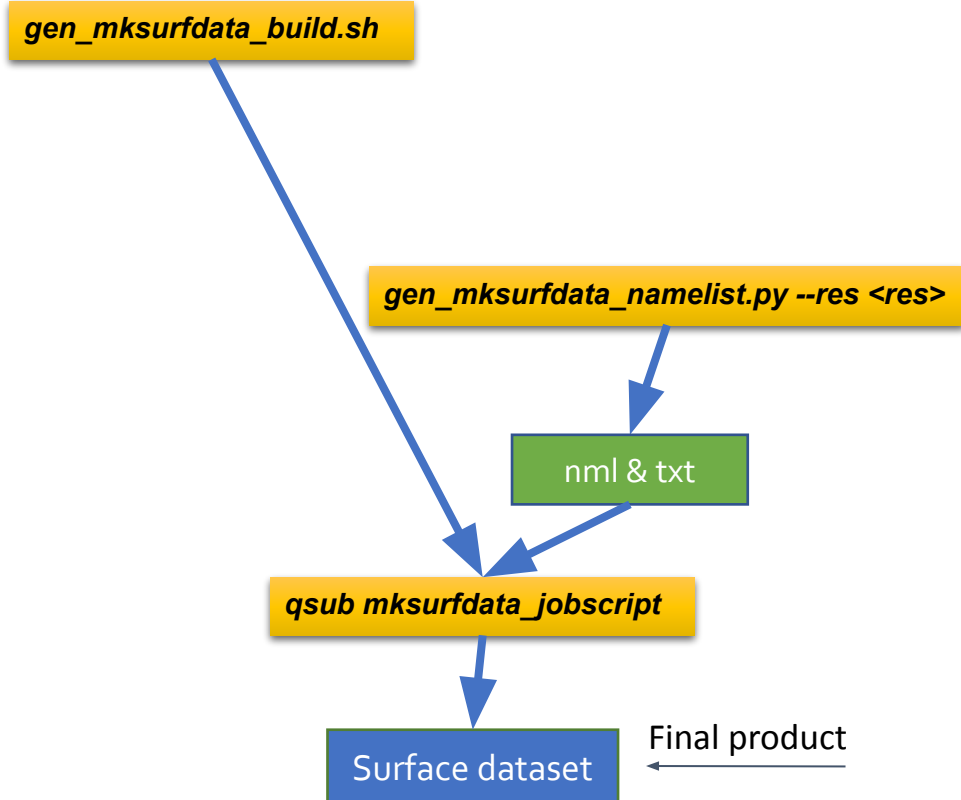 gen_mksurfdata_build.sh
gen_mksurfdata_namelist.py --res <res>
nml & txt
qsub mksurfdata_jobscript
Final product
Surface dataset